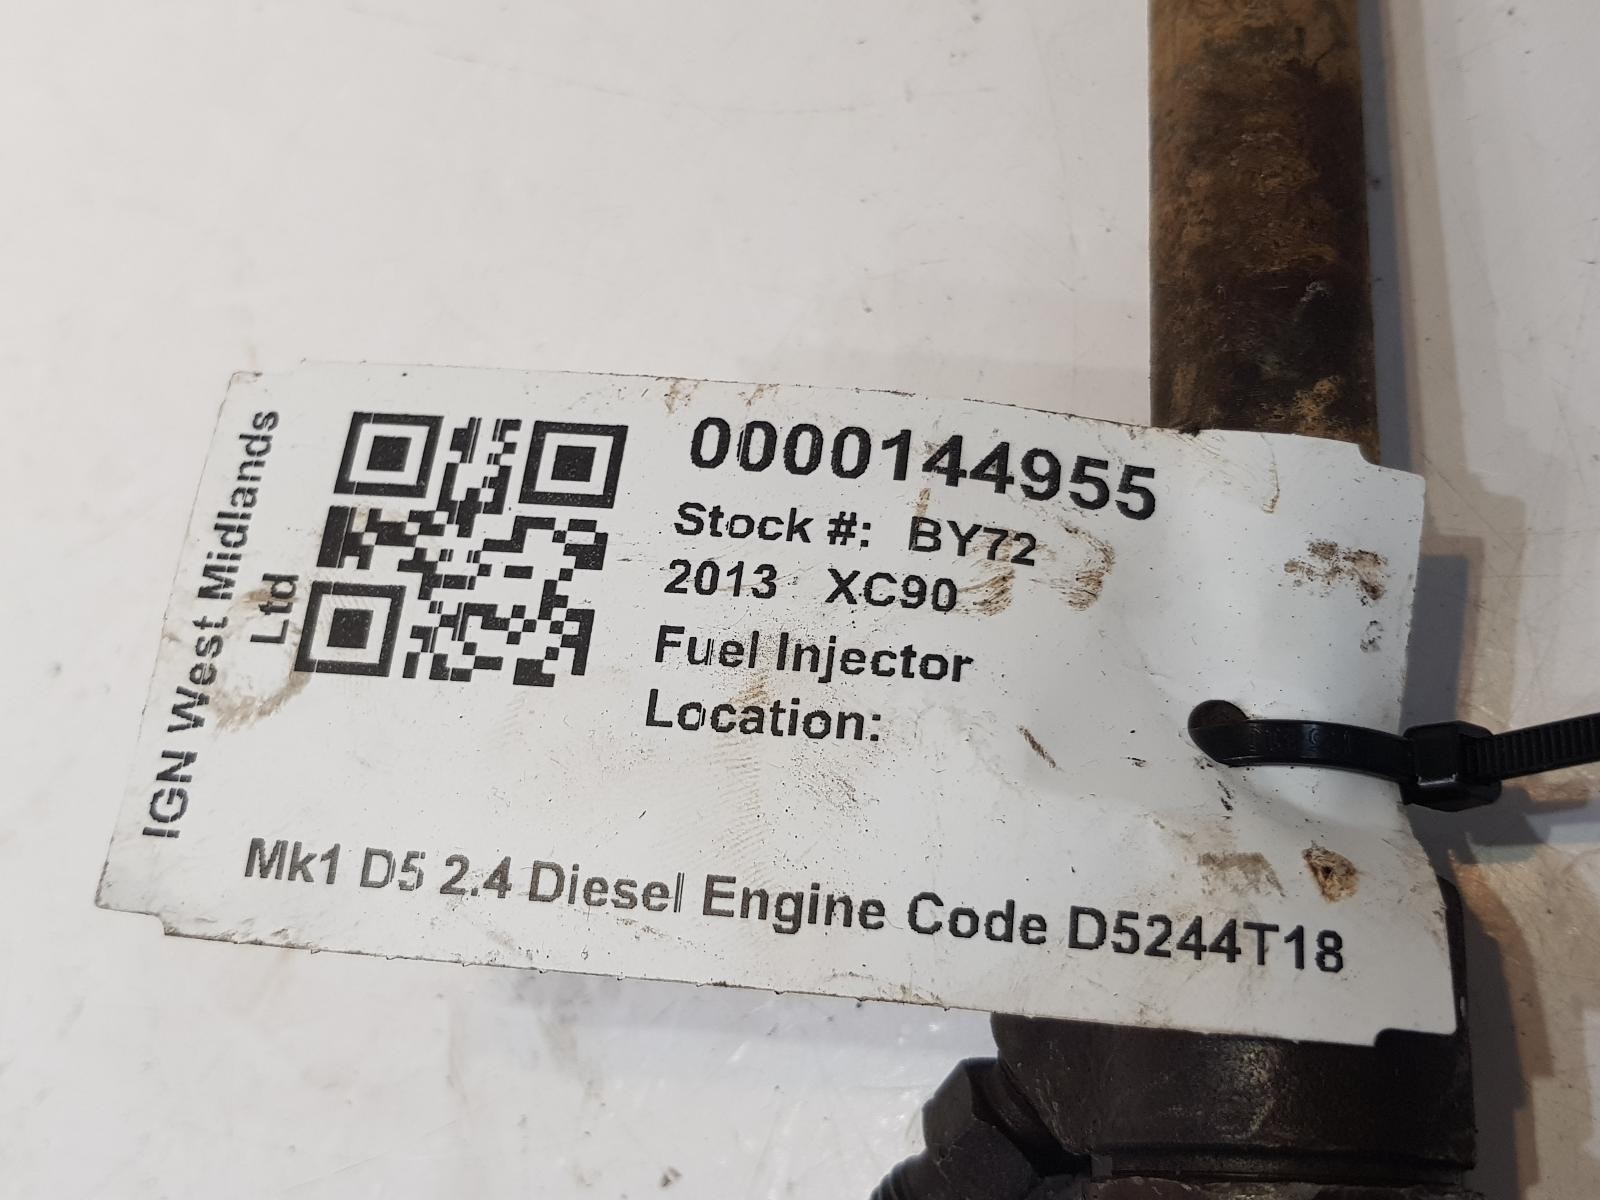 IGN West Midlands
Ltd
0000144955
Stock #: BY72
2013 XC90
Fuel Injector
Location:
Mk1 D5 2.4 Diesel Engine Code D5244T18